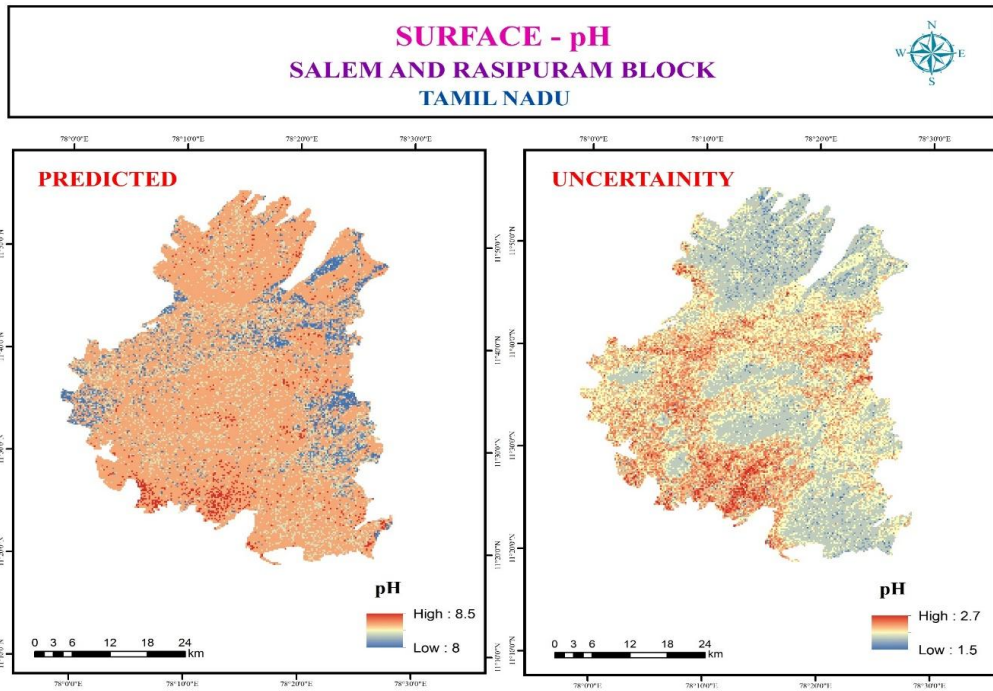 SURFACE - pH
SALEM AND RASIPURAM BLOCK
TAMIL NADU
N
W E
S
78°0'0"E 78°10'0"E 78°20'0"E 78°30'0"E
78°0'0"E 78°10'0"E 78°20'0"E 78°30'0"E
PREDICTED
pH
High : 8.5
Low : 8
0 3 6 12 18 24
km
78°0'0"E 78°10'0"E 78°20'0"E 78°30'0"E
UNCERTAINITY
pH
High : 2.7
Low : 1.5
0 3 6 12 18 24
km
78°0'0"E 78°10'0"E 78°20'0"E 78°30'0"E